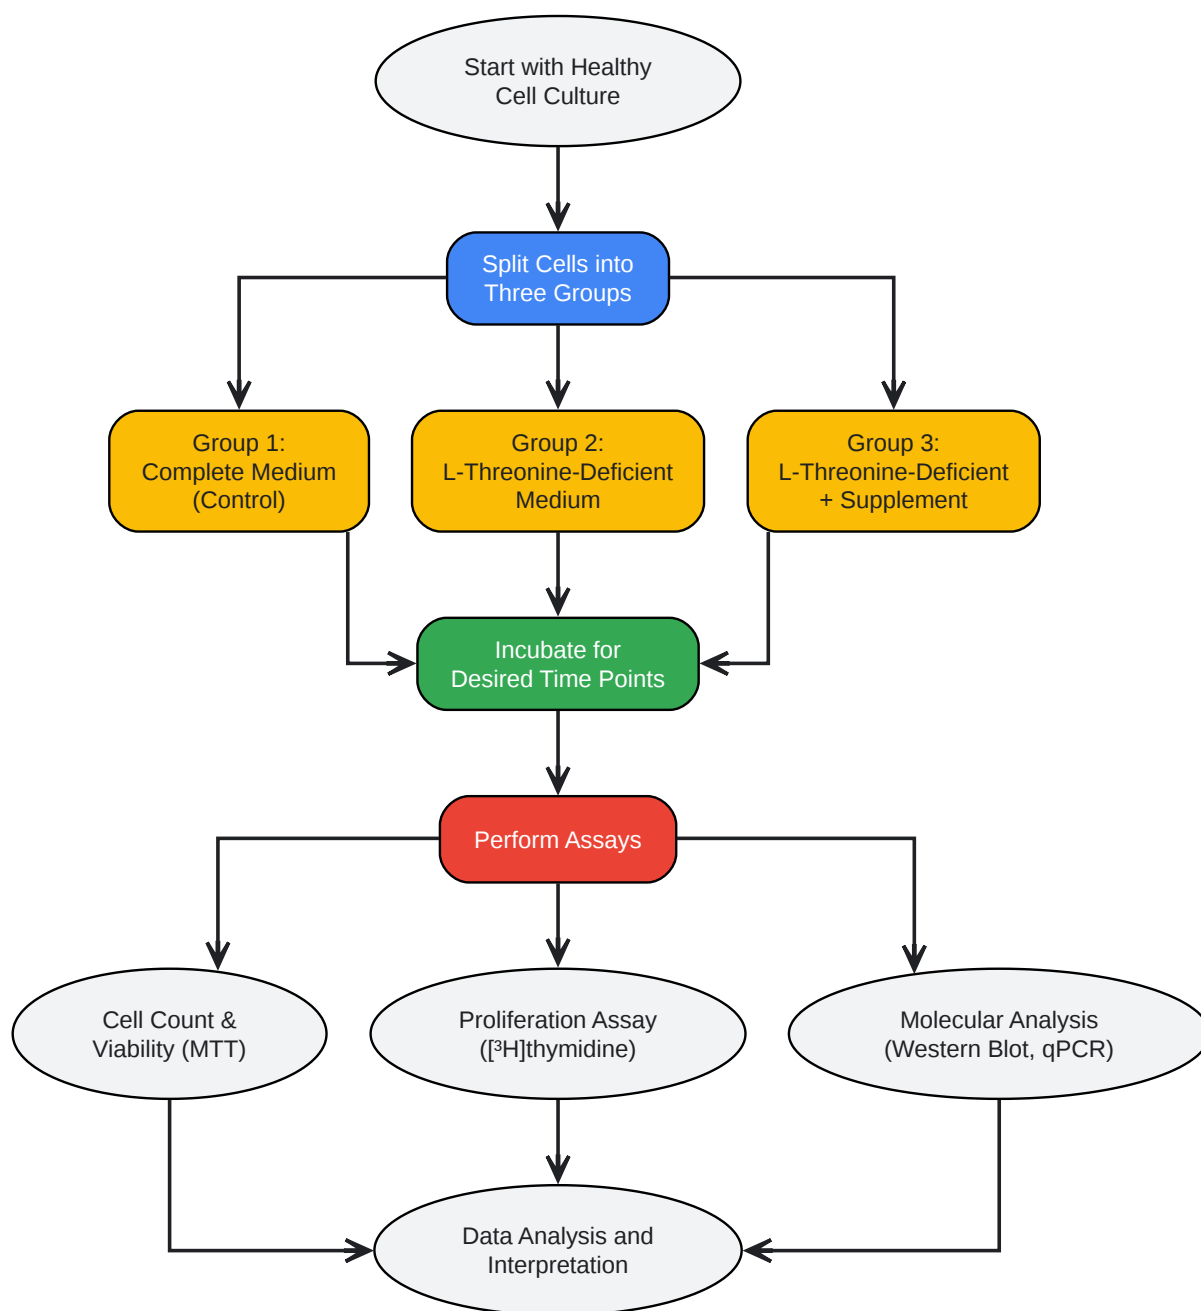 Start with Healthy
Cell Culture
Split Cells into
Three Groups
Group 1:
Complete Medium
(Control)
Group 2:
L-Threonine-Deficient
Medium
Group 3:
L-Threonine-Deficient
+ Supplement
Incubate for
Desired Time Points
Perform Assays
Cell Count &
Viability (MTT)
Proliferation Assay
([³H]thymidine)
Molecular Analysis
(Western Blot, qPCR)
Data Analysis and
Interpretation